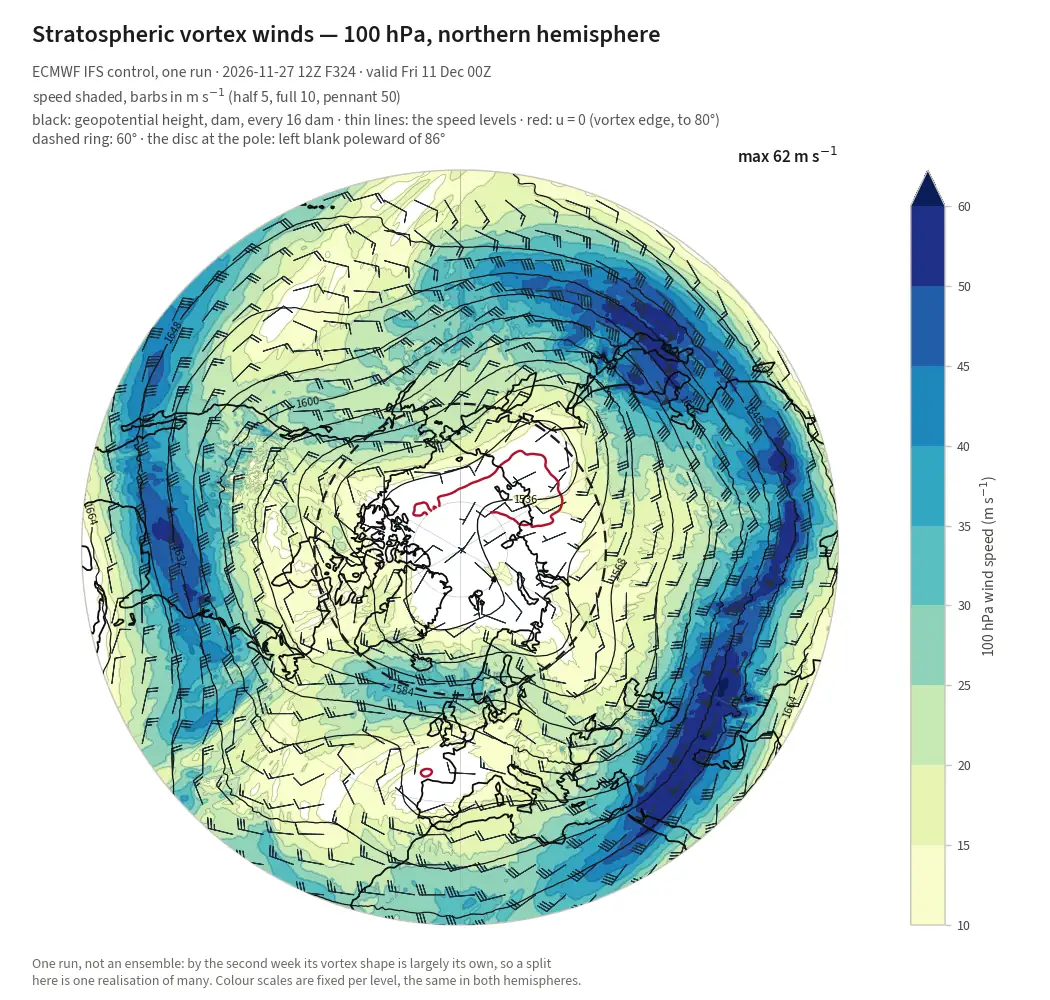 Stratospheric vortex winds — 100 hPa, northern hemisphere
ECMWF IFS control, one run · 2026-11-27 12Z F324 · valid Fri 11 Dec 00Z
speed shaded, barbs in m s⁻¹ (half 5, full 10, pennant 50)
black: geopotential height, dam, every 16 dam · thin lines: the speed levels · red: u = 0 (vortex edge, to 80°)
dashed ring: 60° · the disc at the pole: left blank poleward of 86°
max 62 m s⁻¹
60
50
45
40
35
30
25
20
15
10
100 hPa wind speed (m s⁻¹)
1648
1600
1664
1632
1536
1568
1584
1648
1664
One run, not an ensemble: by the second week its vortex shape is largely its own, so a split
here is one realisation of many. Colour scales are fixed per level, the same in both hemispheres.